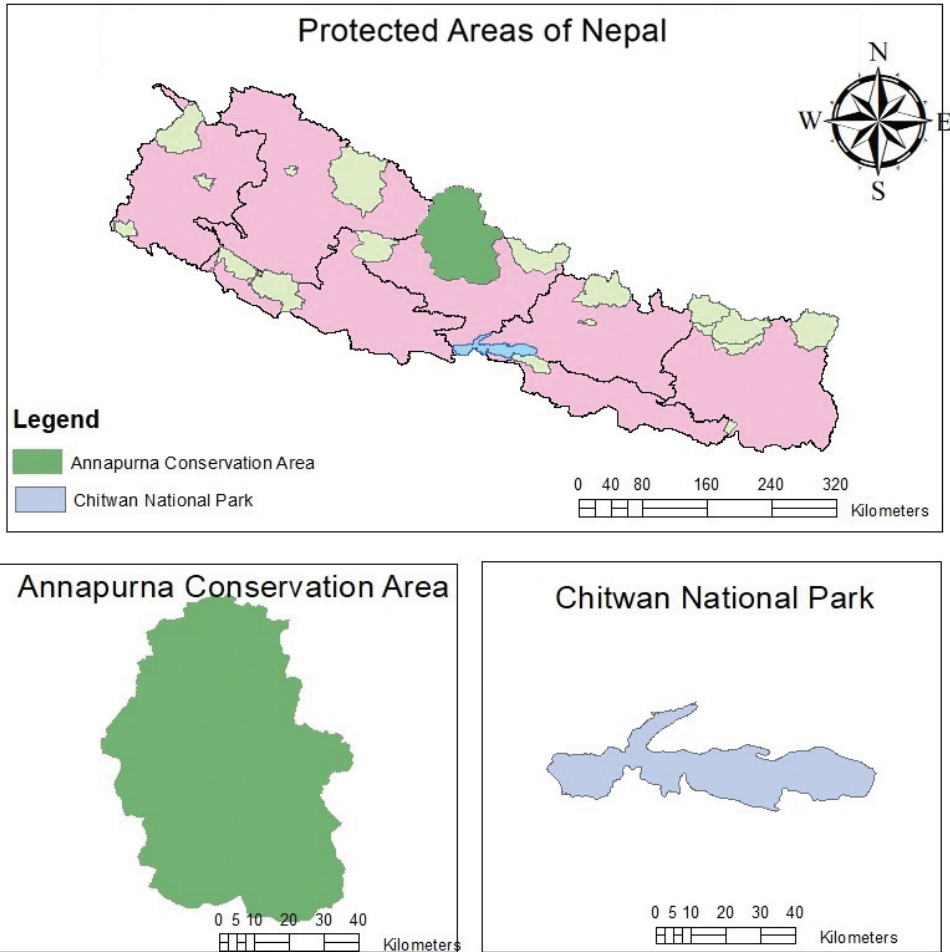 Protected Areas of Nepal
N
W E
S
Legend
Annapurna Conservation Area
Chitwan National Park
0 40 80 160 240 320
Kilometers
Annapurna Conservation Area
0 5 10 20 30 40
Kilometers
Chitwan National Park
0 5 10 20 30 40
Kilometers